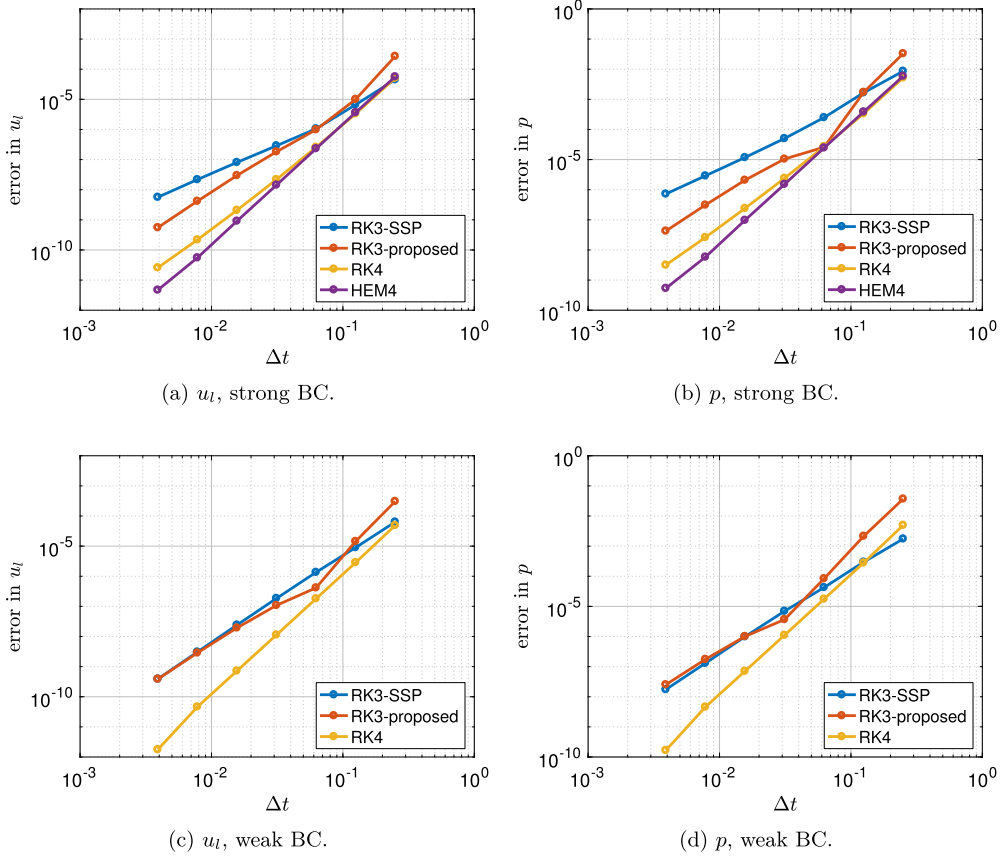 error in u_l
10^-5
10^-10
10^-3
10^-2
10^-1
10^0
Δt
RK3-SSP
RK3-proposed
RK4
HEM4
(a) u_l, strong BC.
error in p
10^0
10^-5
10^-10
10^-3
10^-2
10^-1
10^0
Δt
RK3-SSP
RK3-proposed
RK4
HEM4
(b) p, strong BC.
error in u_l
10^-5
10^-10
10^-3
10^-2
10^-1
10^0
Δt
RK3-SSP
RK3-proposed
RK4
(c) u_l, weak BC.
error in p
10^0
10^-5
10^-10
10^-3
10^-2
10^-1
10^0
Δt
RK3-SSP
RK3-proposed
RK4
(d) p, weak BC.